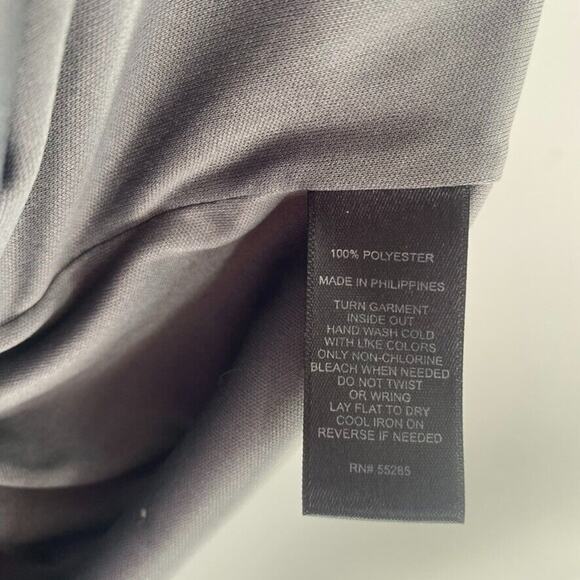 100% POLYESTER
MADE IN PHILIPPINES
TURN GARMENT
INSIDE OUT
HAND WASH COLD
WITH LIKE COLORS
ONLY NON-CHLORINE
BLEACH WHEN NEEDED
DO NOT TWIST
OR WRING
LAY FLAT TO DRY
COOL IRON ON
REVERSE IF NEEDED
RN# 55285